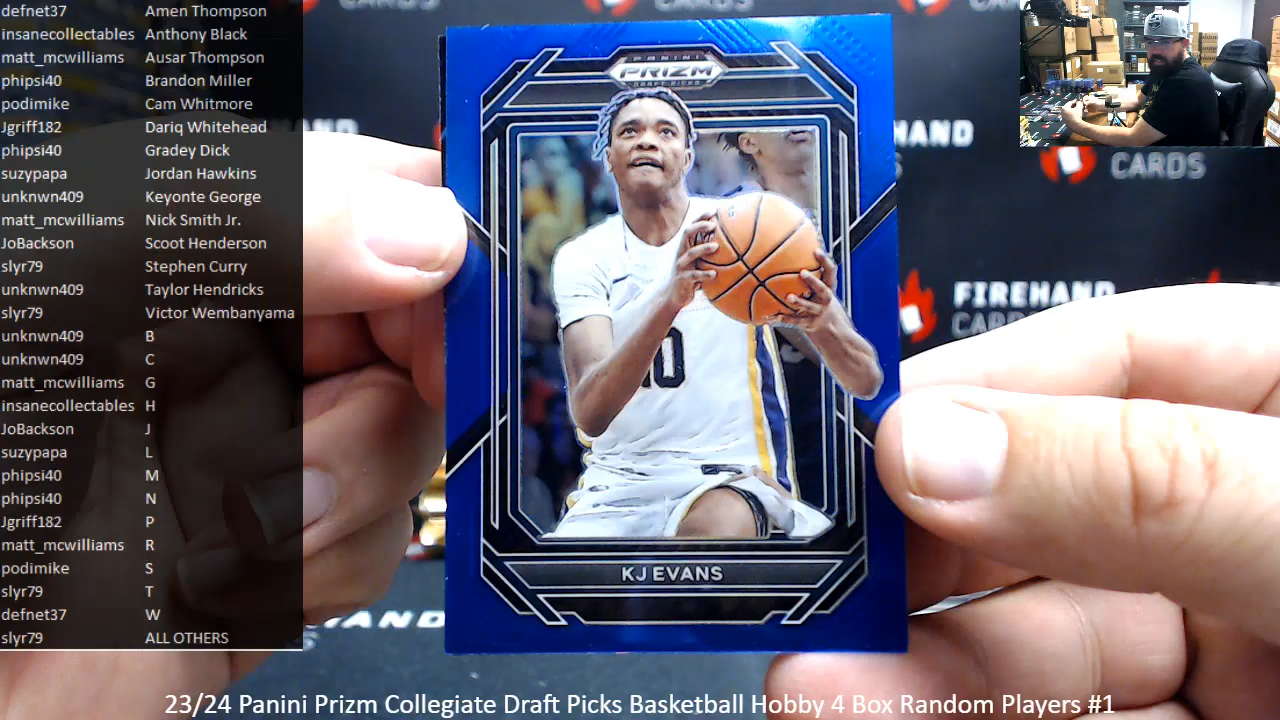 defnet37 Amen Thompson
insanecollectables Anthony Black
matt_mcwilliams Ausar Thompson
phipsi40 Brandon Miller
podimike Cam Whitmore
Jgriff182 Dariq Whitehead
phipsi40 Gradey Dick
suzypapa Jordan Hawkins
unknwn409 Keyonte George
matt_mcwilliams Nick Smith Jr.
JoBackson Scoot Henderson
slyr79 Stephen Curry
unknwn409 Taylor Hendricks
slyr79 Victor Wembanyama
unknwn409 B
unknwn409 C
matt_mcwilliams G
insanecollectables H
JoBackson J
suzypapa L
phipsi40 M
phipsi40 N
Jgriff182 P
matt_mcwilliams R
podimike S
slyr79 T
defnet37 W
slyr79 ALL OTHERS
PANINI
PRIZM
DRAFT PICKS
10
KJ EVANS
HAND
CARDS
FIREHAND
CARDS
23/24 Panini Prizm Collegiate Draft Picks Basketball Hobby 4 Box Random Players #1